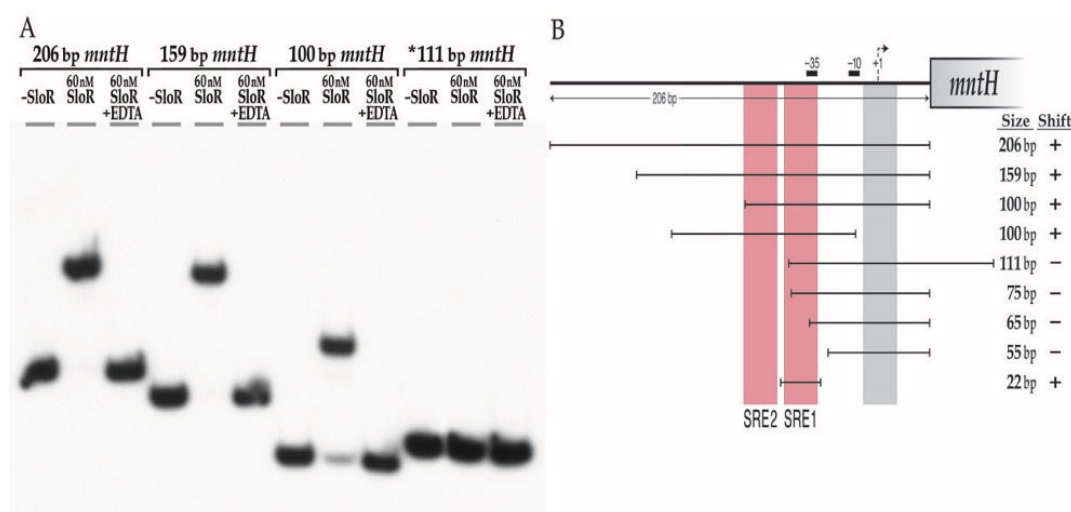 A
206 bp mntH 159 bp mntH 100 bp mntH *111 bp mntH
-SloR 60nM SloR 60nM SloR +EDTA -SloR 60nM SloR 60nM SloR +EDTA -SloR 60nM SloR 60nM SloR +EDTA -SloR 60nM SloR 60nM SloR +EDTA
B
-35 -10 +1
mntH
206 bp
Size Shift
206 bp +
159 bp +
100 bp +
100 bp +
111 bp −
75 bp −
65 bp −
55 bp −
22 bp +
SRE2 SRE1